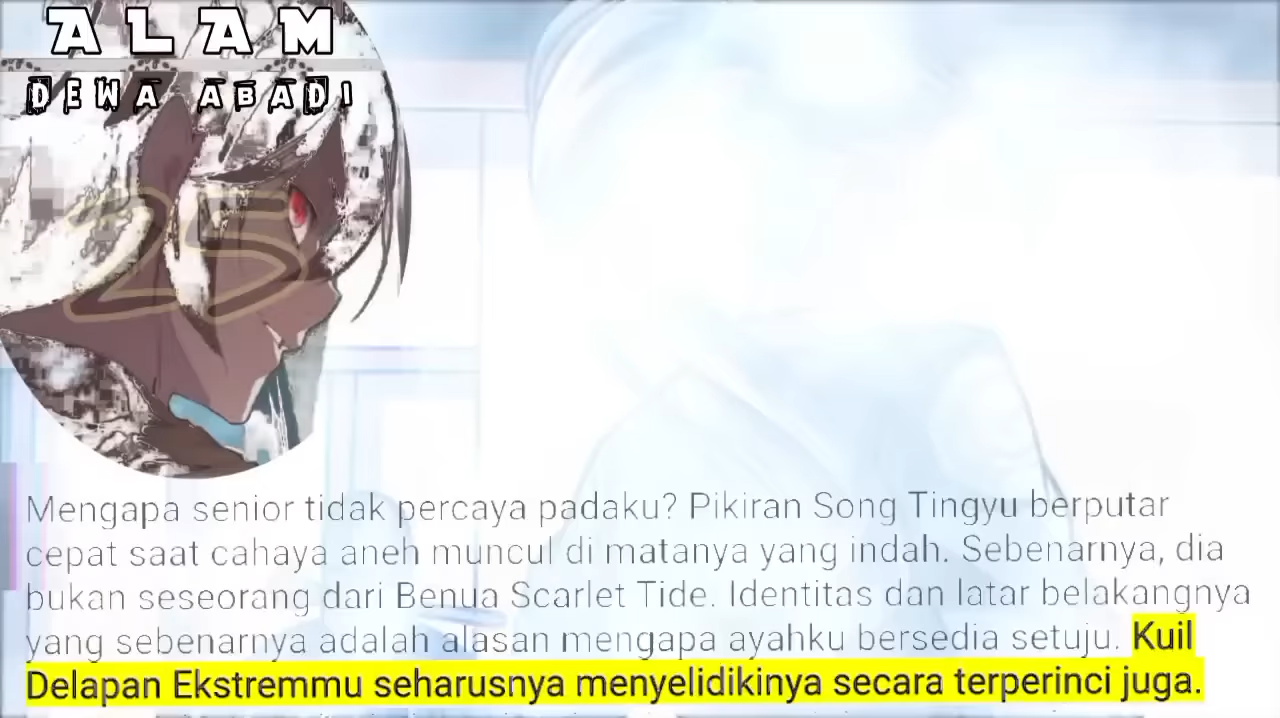 ALAM
DEWA ABADI
25
Mengapa senior tidak percaya padaku? Pikiran Song Tingyu berputar
cepat saat cahaya aneh muncul di matanya yang indah. Sebenarnya, dia
bukan seseorang dari Benua Scarlet Tide. Identitas dan latar belakangnya
yang sebenarnya adalah alasan mengapa ayahku bersedia setuju. Kuil
Delapan Ekstremmu seharusnya menyelidikinya secara terperinci juga.